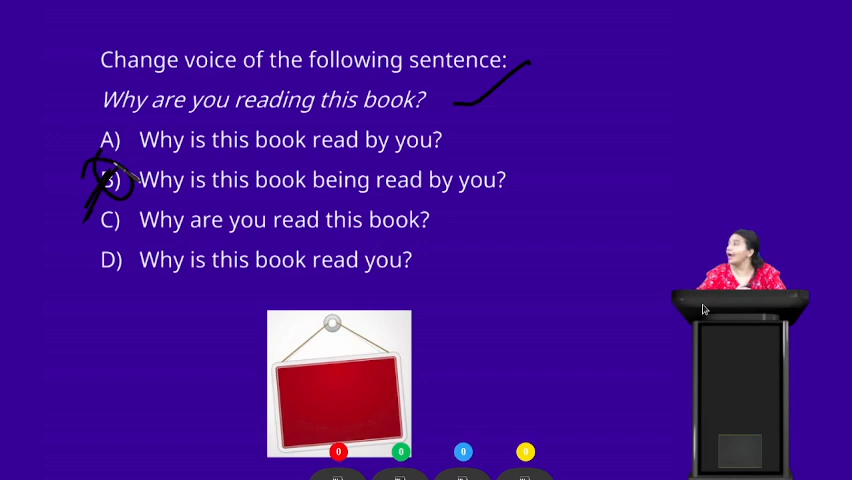 Change voice of the following sentence:
Why are you reading this book?
A) Why is this book read by you?
B) Why is this book being read by you?
C) Why are you read this book?
D) Why is this book read you?
0 0 0 0